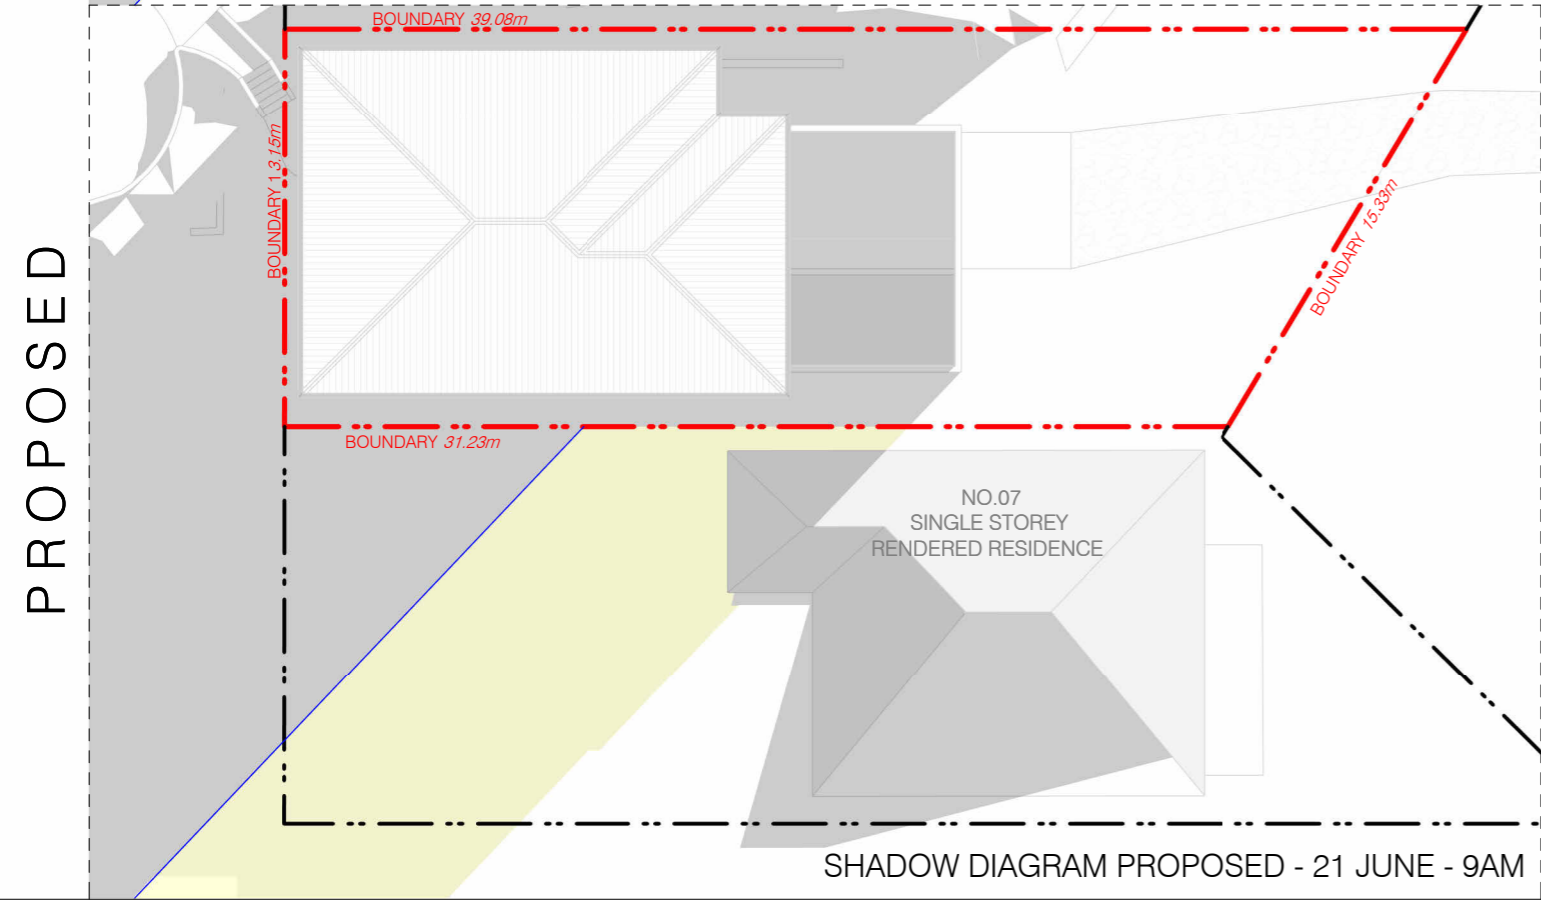 PROPOSED
BOUNDARY 39.08m
BOUNDARY 13.15m
BOUNDARY 15.33m
BOUNDARY 31.23m
NO.07
SINGLE STOREY
RENDERED RESIDENCE
SHADOW DIAGRAM PROPOSED - 21 JUNE - 9AM